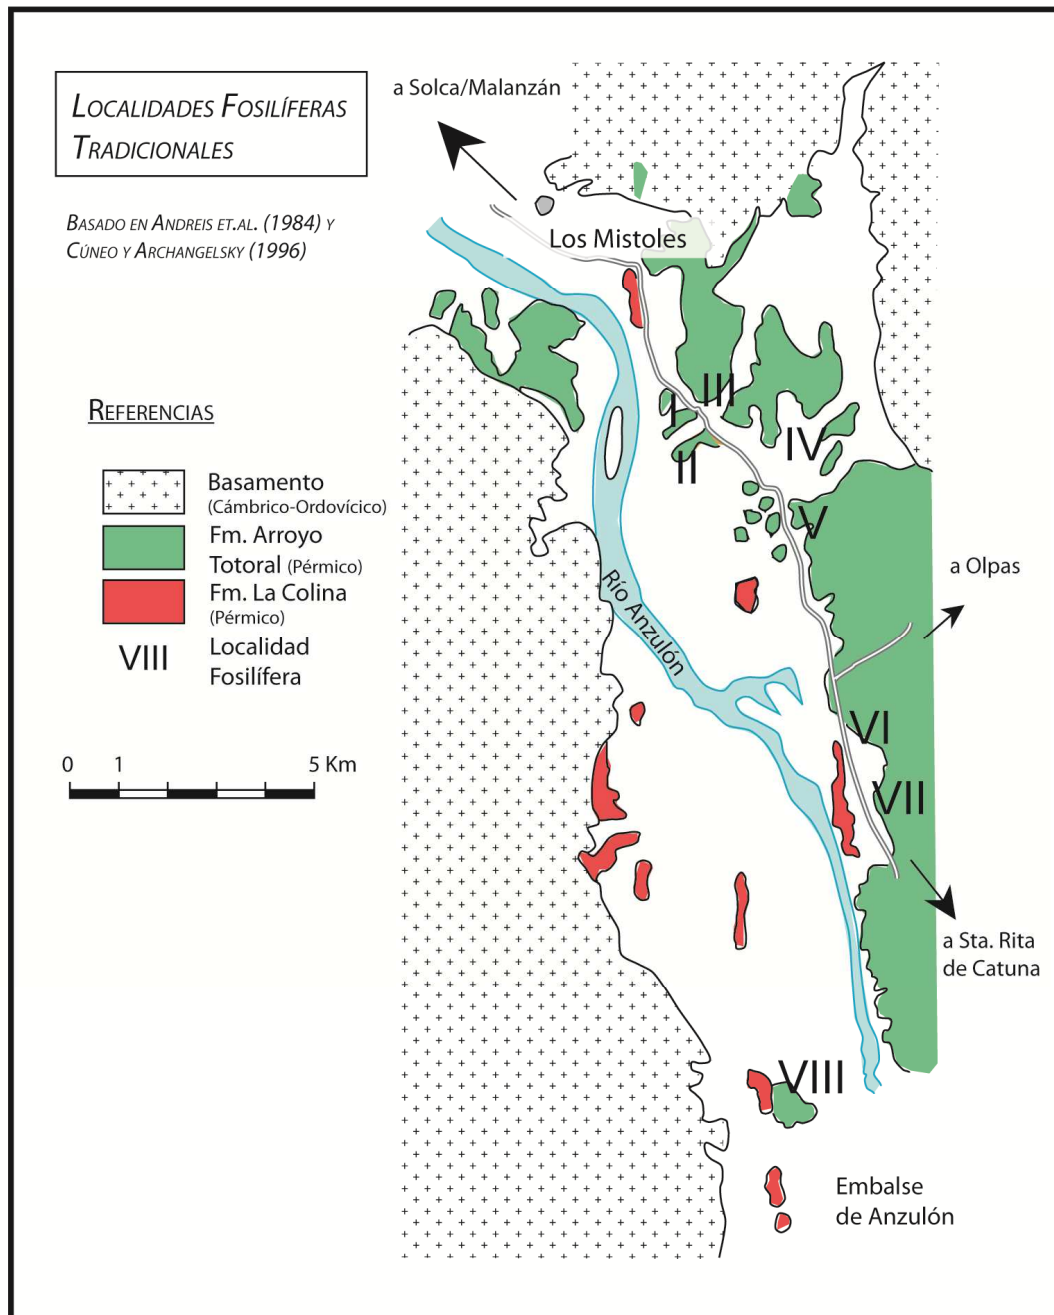 LOCALIDADES FOSILÍFERAS
TRADICIONALES
BASADO EN ANDREIS ET.AL. (1984) Y
CÚNEO Y ARCHANGELSKY (1996)
a Solca/Malanzán
Los Mistoles
I
II
III
IV
V
REFERENCIAS
Basamento
(Cámbrico-Ordovícico)
Fm. Arroyo
Totoral (Pérmico)
Fm. La Colina
(Pérmico)
VIII
Localidad
Fosilífera
0 1 5 Km
Río Anzulón
a Olpas
VI
VII
a Sta. Rita
de Catuna
VIII
Embalse
de Anzulón